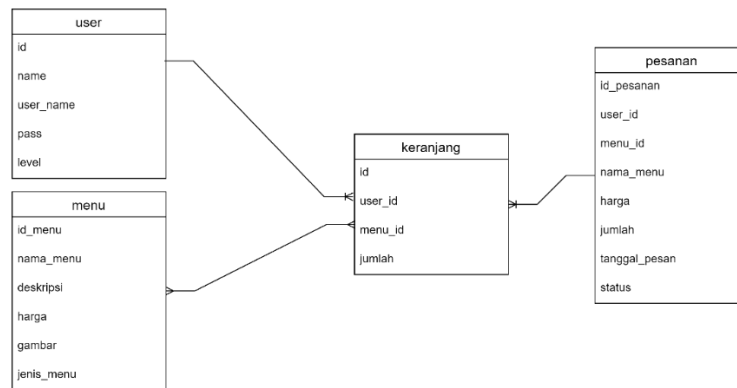 user
id
name
user_name
pass
level
menu
id_menu
nama_menu
deskripsi
harga
gambar
jenis_menu
keranjang
id
user_id
menu_id
jumlah
pesanan
id_pesanan
user_id
menu_id
nama_menu
harga
jumlah
tanggal_pesan
status